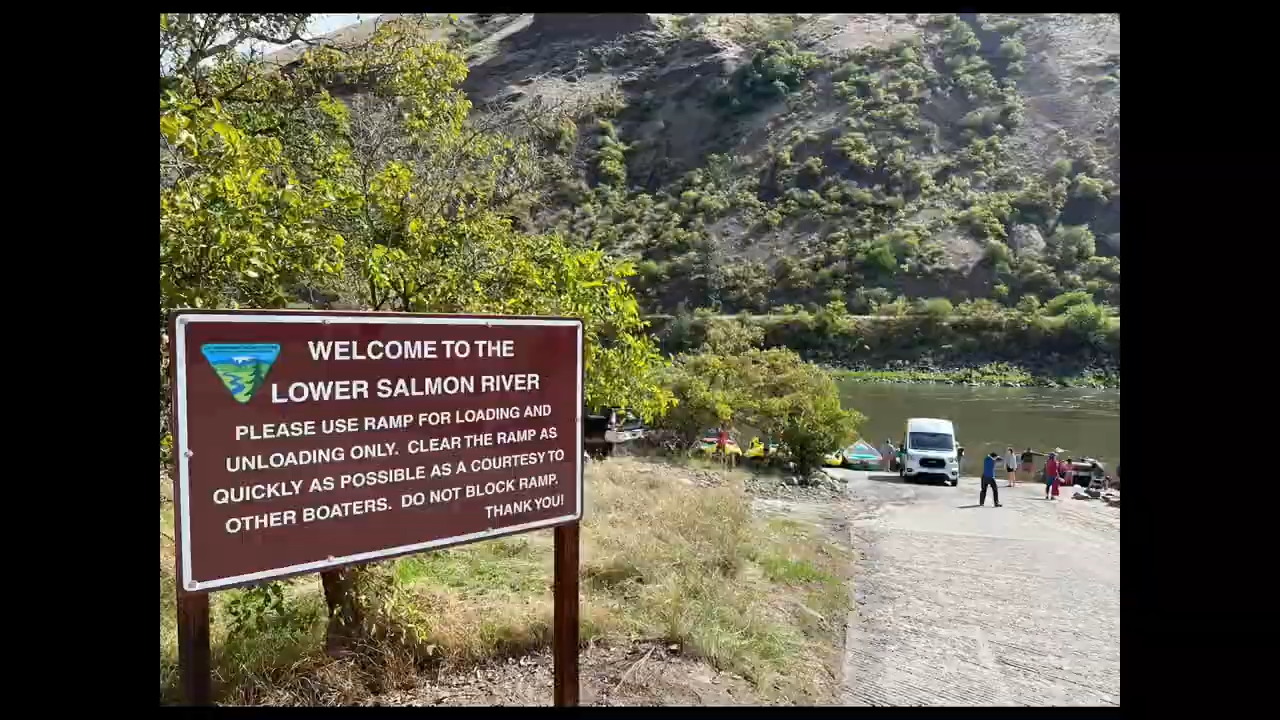 WELCOME TO THE
LOWER SALMON RIVER
PLEASE USE RAMP FOR LOADING AND
UNLOADING ONLY. CLEAR THE RAMP AS
QUICKLY AS POSSIBLE AS A COURTESY TO
OTHER BOATERS. DO NOT BLOCK RAMP.
THANK YOU!